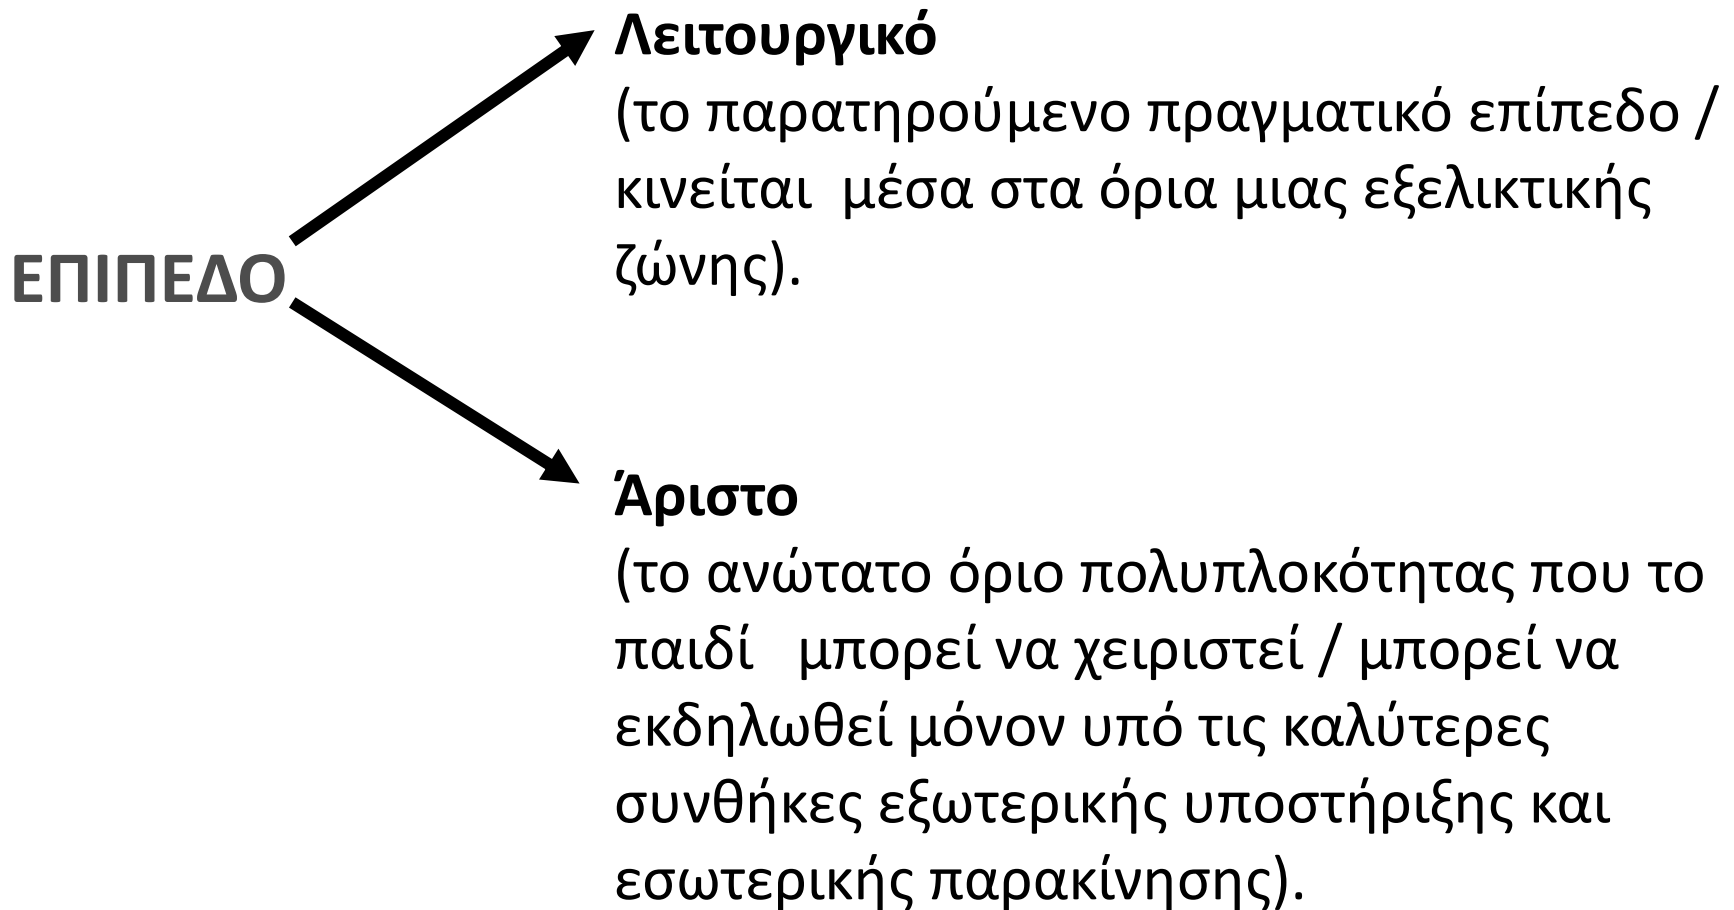 Λειτουργικό
(το παρατηρούμενο πραγματικό επίπεδο /
κινείται  μέσα στα όρια μιας εξελικτικής
ζώνης).
ΕΠΙΠΕΔΟ
Άριστο
(το ανώτατο όριο πολυπλοκότητας που το
παιδί   μπορεί να χειριστεί / μπορεί να
εκδηλωθεί μόνον υπό τις καλύτερες
συνθήκες εξωτερικής υποστήριξης και
εσωτερικής παρακίνησης).